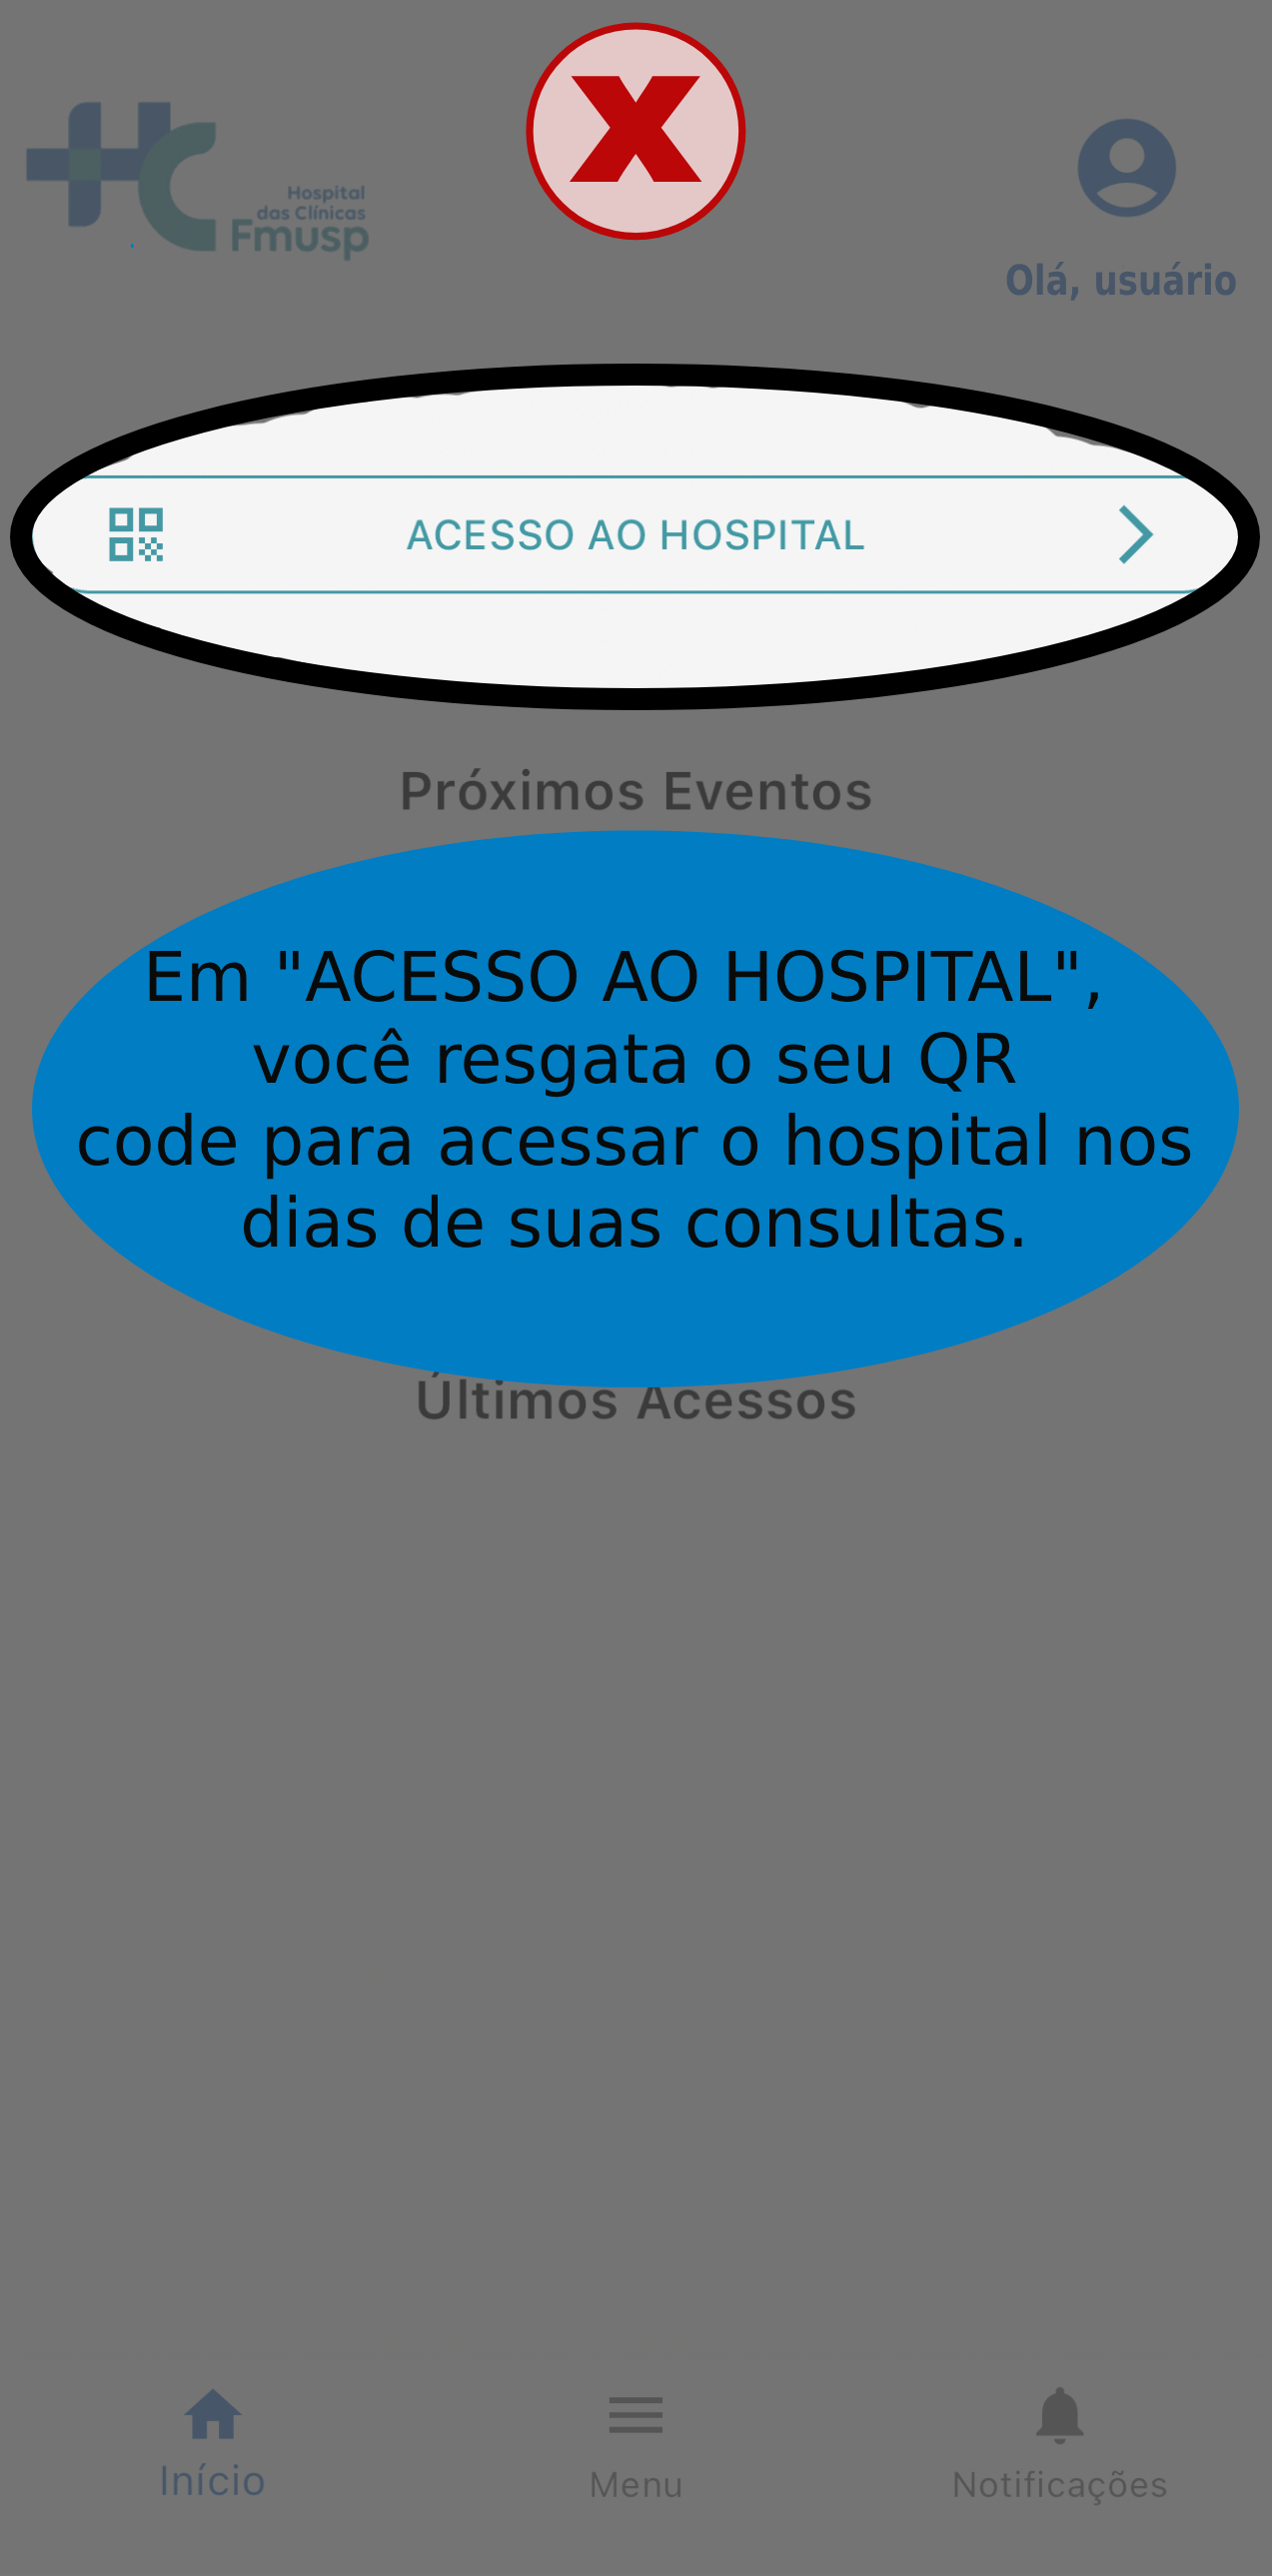 Hospital
das Clínicas
Fmusp
X
Olá, usuário
ACESSO AO HOSPITAL
Próximos Eventos
Em "ACESSO AO HOSPITAL",
você resgata o seu QR
code para acessar o hospital nos
dias de suas consultas.
Últimos Acessos
Início
Menu
Notificações